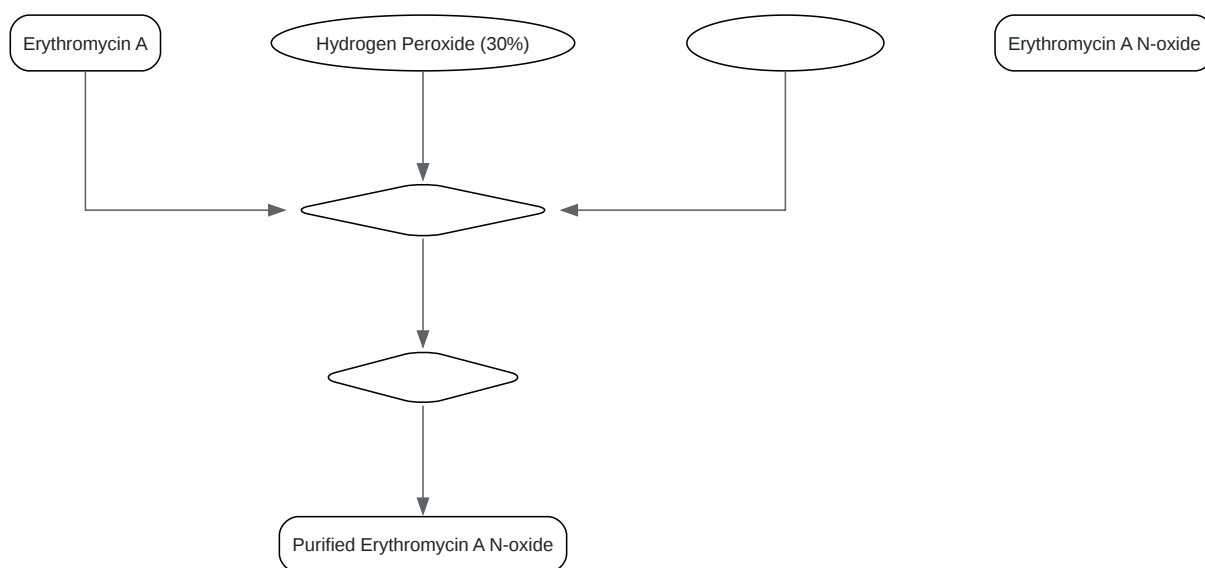 Erythromycin A
Hydrogen Peroxide (30%)
Erythromycin A N-oxide
Purified Erythromycin A N-oxide